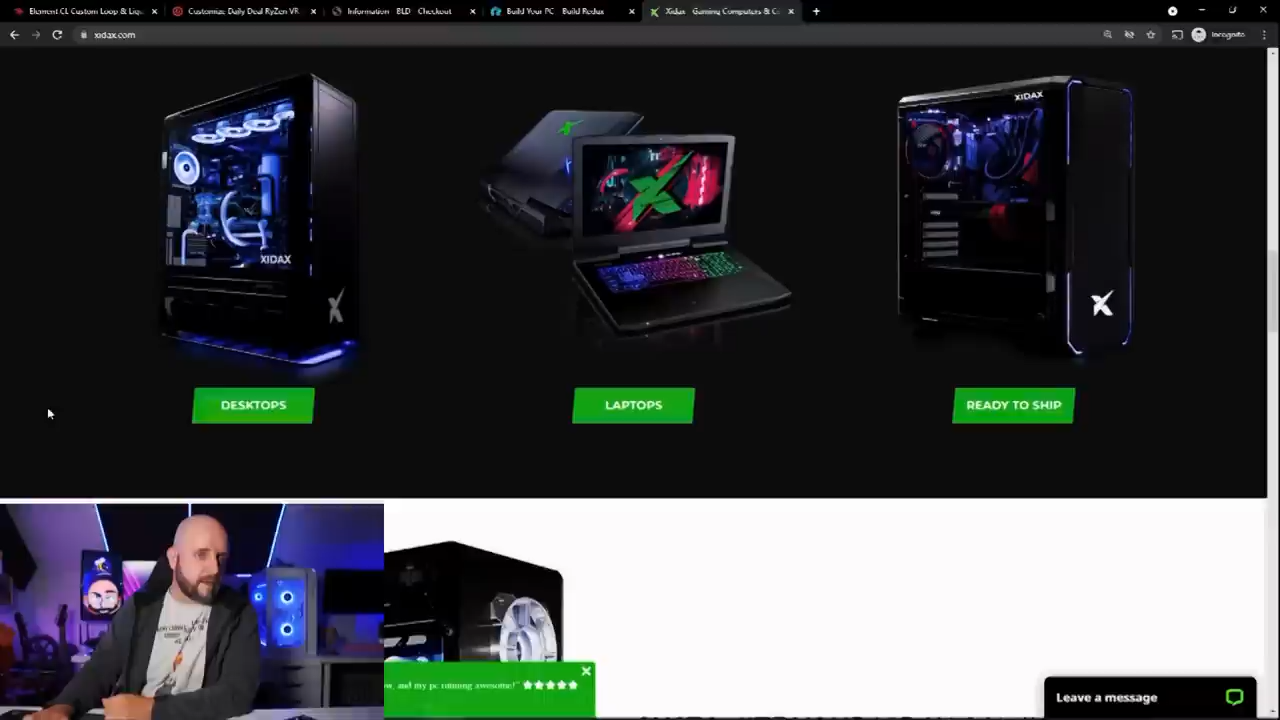 Element CL Custom Loop & Liqu
Customize Daily Deal RyZen VR
Information - BLD - Checkout
Build Your PC - Build Redux
Xidax - Gaming Computers & C
xidax.com
Incognito
XIDAX
XIDAX
DESKTOPS
LAPTOPS
READY TO SHIP
ow, and my pc running awesome!"
Leave a message